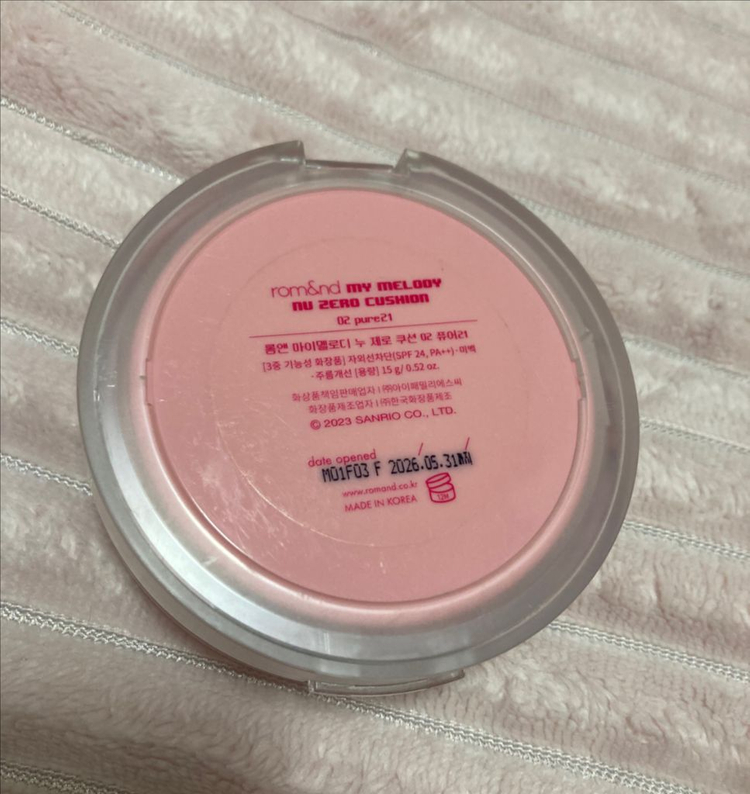 rom&nd MY MELODY
NU ZERO CUSHION
02 pure21
롬앤 마이멜로디 누 제로 쿠션 02 퓨어21
[3중 기능성 화장품] 자외선차단(SPF 24, PA++)·미백
·주름개선 [용량] 15 g/ 0.52 oz.
화장품책임판매업자 I ㈜아이패밀리에스씨
화장품제조업자 I ㈜한국화장품제조
© 2023 SANRIO CO., LTD.
date opened / /
M01F03 F 2026.05.31
www.romand.co.kr
MADE IN KOREA
12M